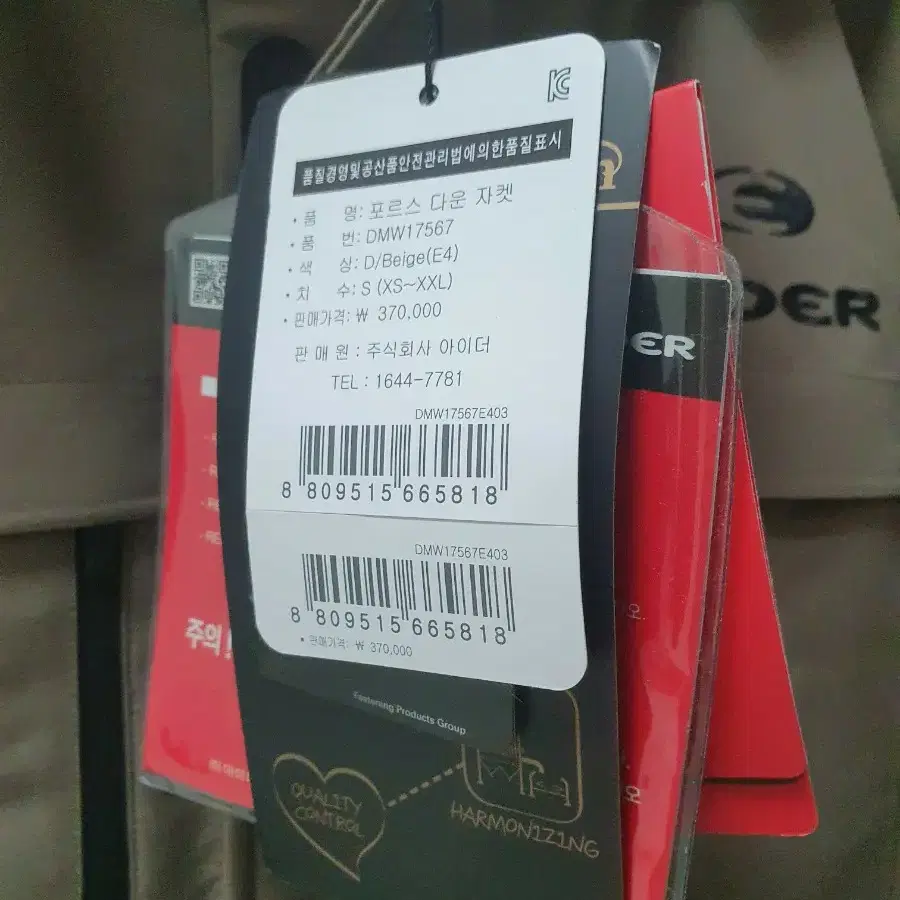 품질경영및공산품안전관리법에의한품질표시
• 품 명: 포르스 다운 자켓
• 품 번: DMW17567
• 색 상: D/Beige(E4)
• 치 수: S (XS~XXL)
• 판매가격: ₩ 370,000
판 매 원 : 주식회사 아이더
TEL : 1644-7781
DMW17567E403
8 809515 665818
DMW17567E403
8 809515 665818
• 판매가격: ₩ 370,000
Fastening Products Group
QUALITY
CONTROL
HARMONIZING
주의!
DER
ER
오
오